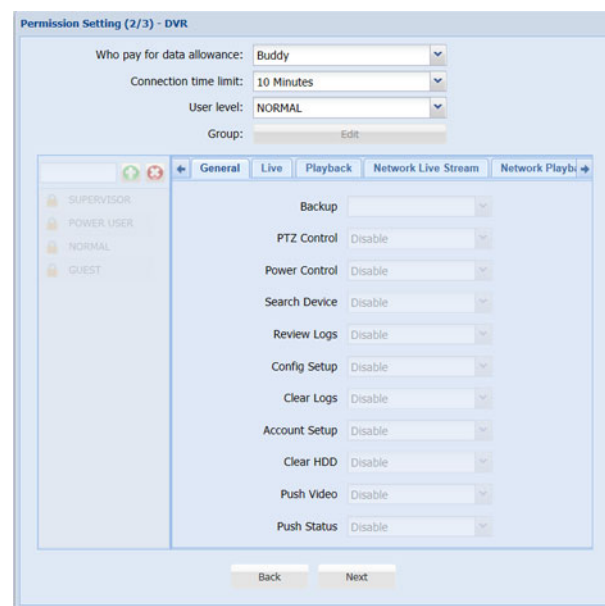 Permission Setting (2/3) - DVR
Who pay for data allowance: Buddy
Connection time limit: 10 Minutes
User level: NORMAL
Group: Edit
General Live Playback Network Live Stream Network Playba
SUPERVISOR
POWER USER
NORMAL
GUEST
Backup
PTZ Control Disable
Power Control Disable
Search Device Disable
Review Logs Disable
Config Setup Disable
Clear Logs Disable
Account Setup Disable
Clear HDD Disable
Push Video Disable
Push Status Disable
Back Next